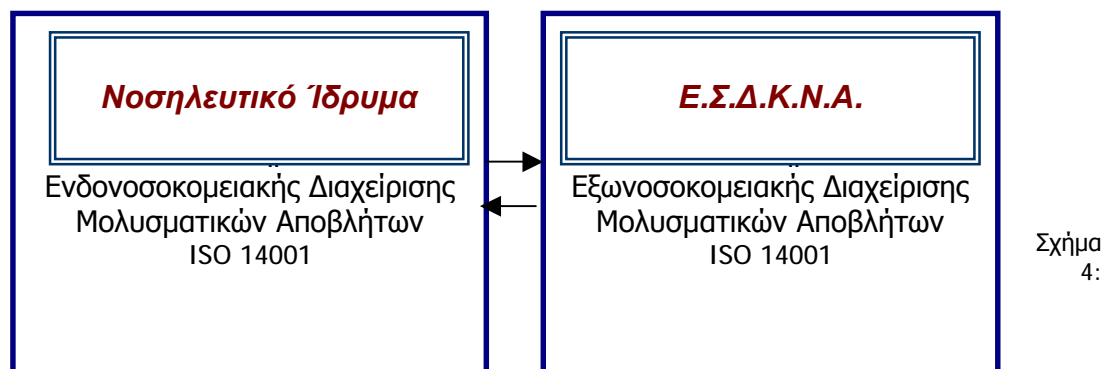 Νοσηλευτικό Ίδρυμα
Ενδονοσοκομειακής Διαχείρισης
Μολυσματικών Αποβλήτων
ISO 14001
Ε.Σ.Δ.Κ.Ν.Α.
Εξωνοσοκομειακής Διαχείρισης
Μολυσματικών Αποβλήτων
ISO 14001
Σχήμα
4: